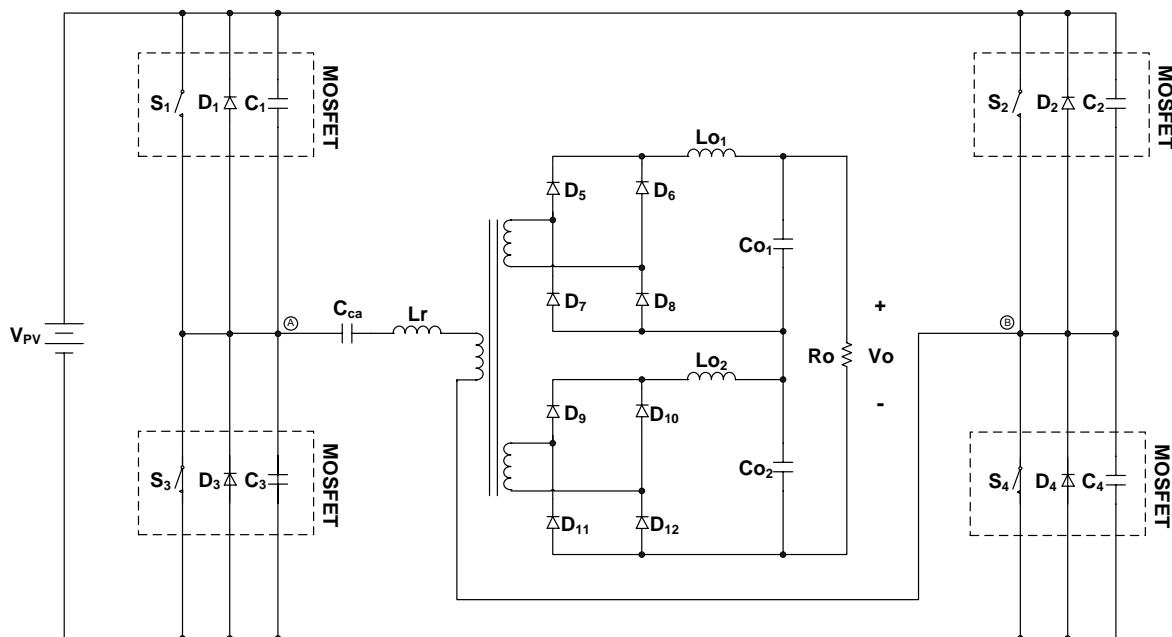 MOSFET
S1
D1
C1
MOSFET
S2
D2
C2
Lo1
D5
D6
Co1
D7
D8
VPV
A
Cca
Lr
+
Ro
Vo
-
B
Lo2
D9
D10
Co2
D11
D12
S3
D3
C3
MOSFET
S4
D4
C4
MOSFET